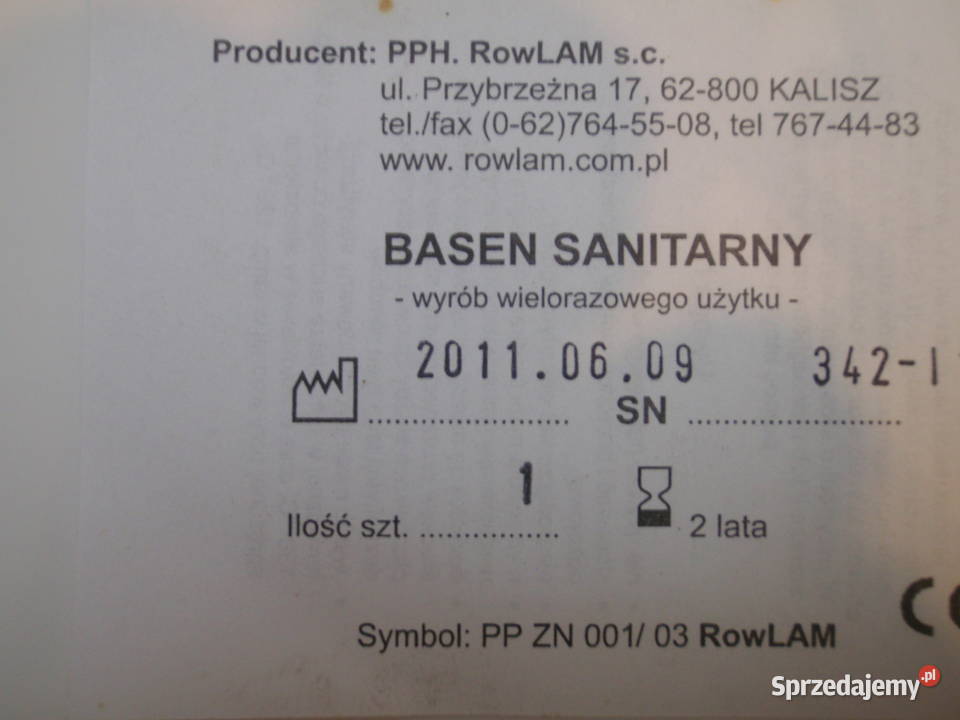 Producent: PPH. RowLAM s.c.
ul. Przybrzeżna 17, 62-800 KALISZ
tel./fax (0-62)764-55-08, tel 767-44-83
www. rowlam.com.pl
BASEN SANITARNY
- wyrób wielorazowego użytku -
2011.06.09 342-1
...................... SN ......................
1
Ilość szt. ................ 2 lata
CE
Symbol: PP ZN 001/ 03 RowLAM
Sprzedajemy.pl